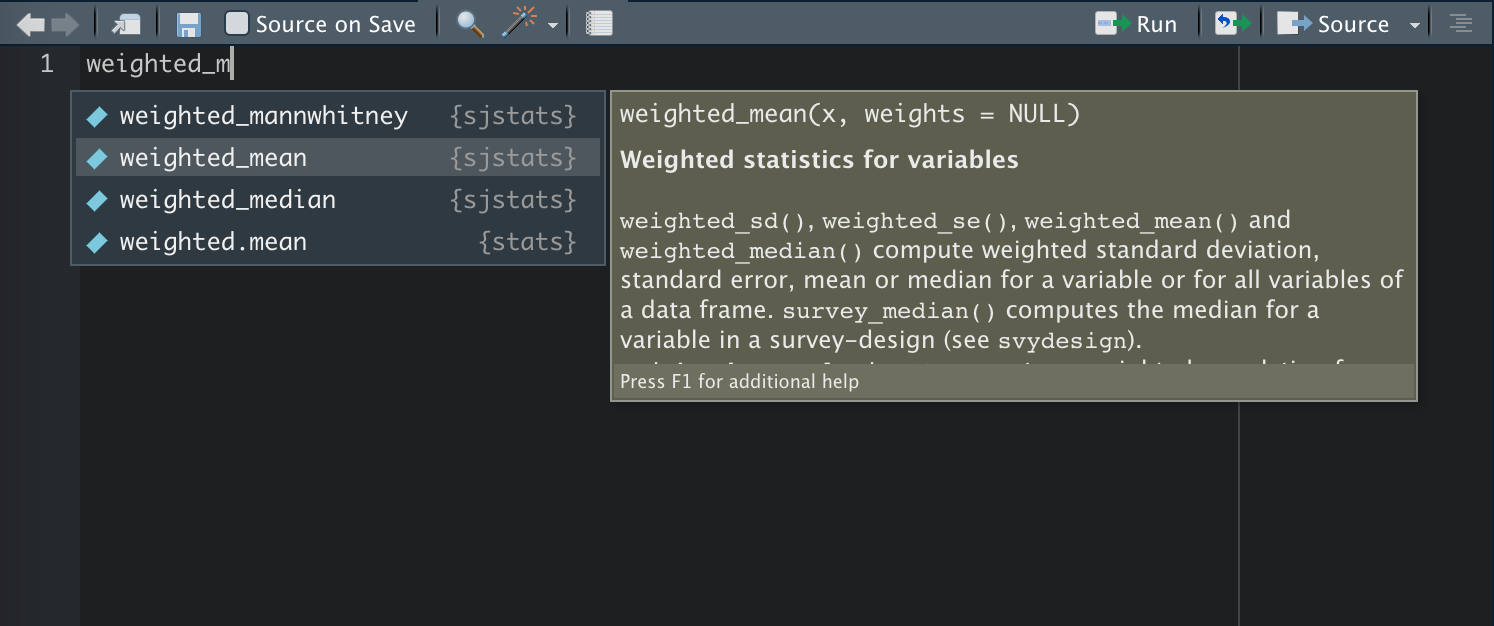 Source on Save Run Source
1 weighted_m
weighted_mannwhitney {sjstats}
weighted_mean {sjstats}
weighted_median {sjstats}
weighted.mean {stats}
weighted_mean(x, weights = NULL)
Weighted statistics for variables
weighted_sd(), weighted_se(), weighted_mean() and
weighted_median() compute weighted standard deviation,
standard error, mean or median for a variable or for all variables of
a data frame. survey_median() computes the median for a
variable in a survey-design (see svydesign).
Press F1 for additional help